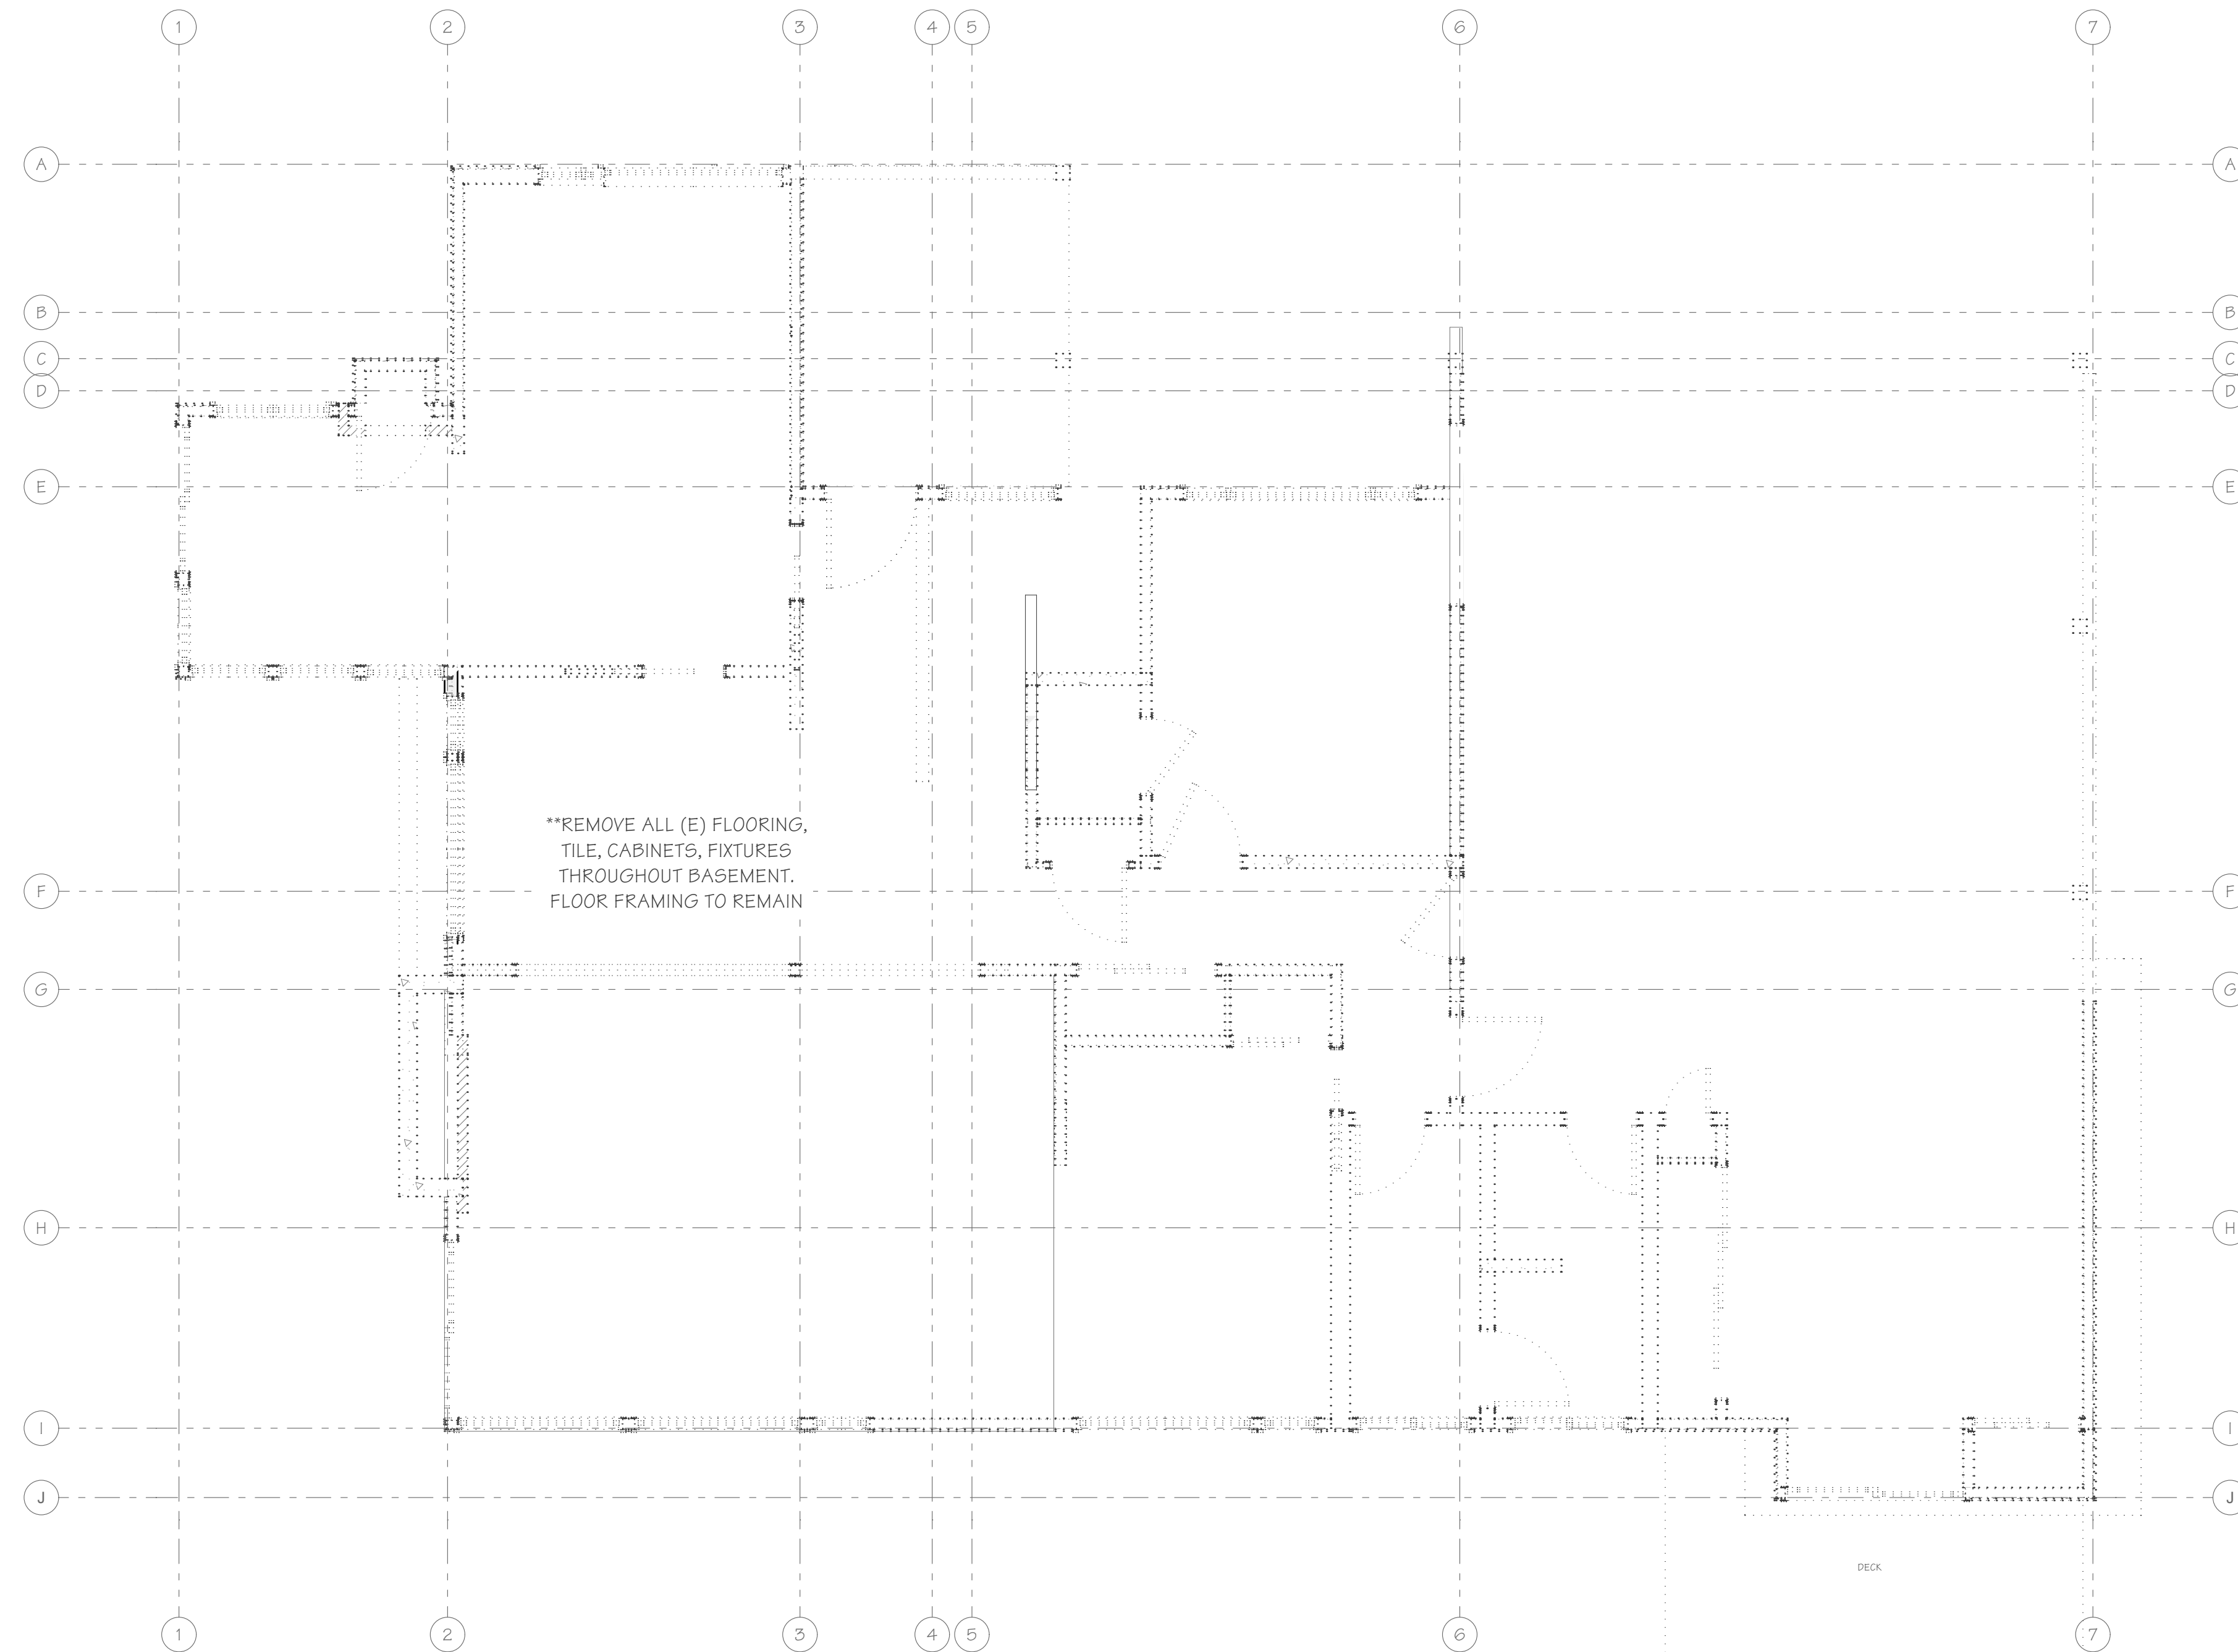 1 2 3 4 5 6 7
A A
B B
C C
D D
E E
**REMOVE ALL (E) FLOORING,
TILE, CABINETS, FIXTURES
THROUGHOUT BASEMENT.
FLOOR FRAMING TO REMAIN
F F
G G
H H
I I
J J
DECK
1 2 3 4 5 6 7